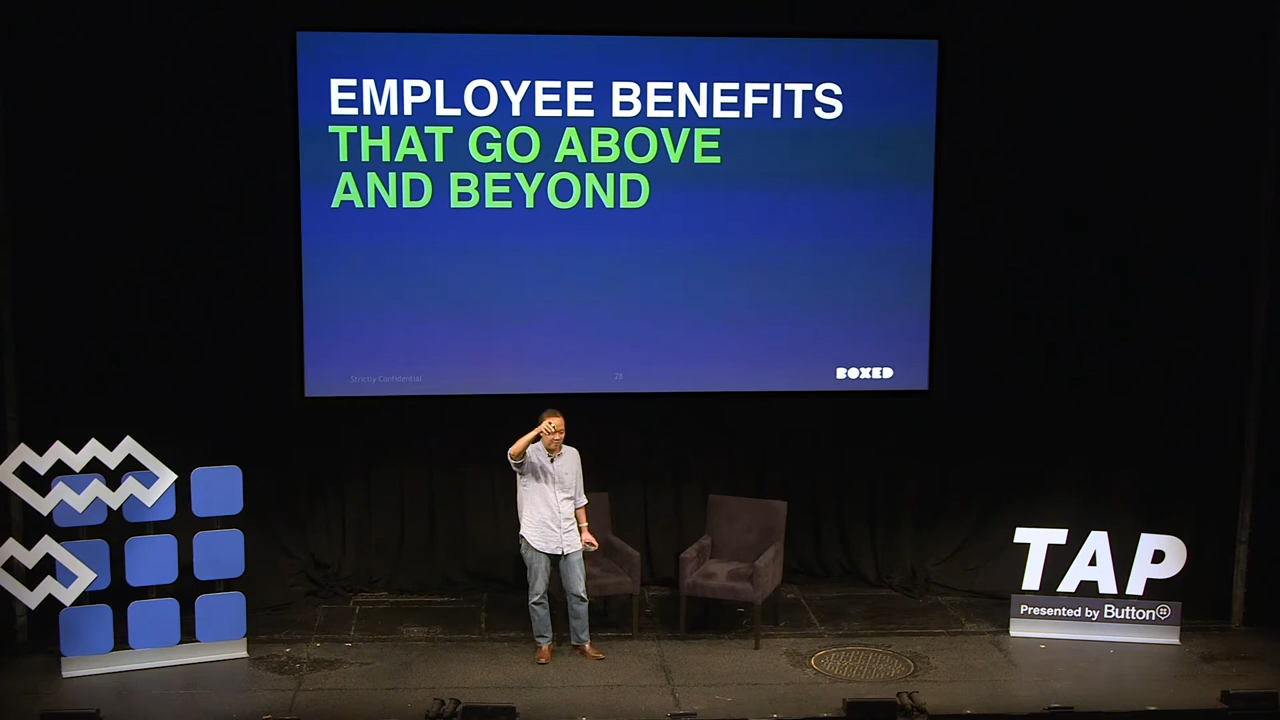 EMPLOYEE BENEFITS
THAT GO ABOVE
AND BEYOND
Strictly Confidential
28
BOXED
TAP
Presented by Button